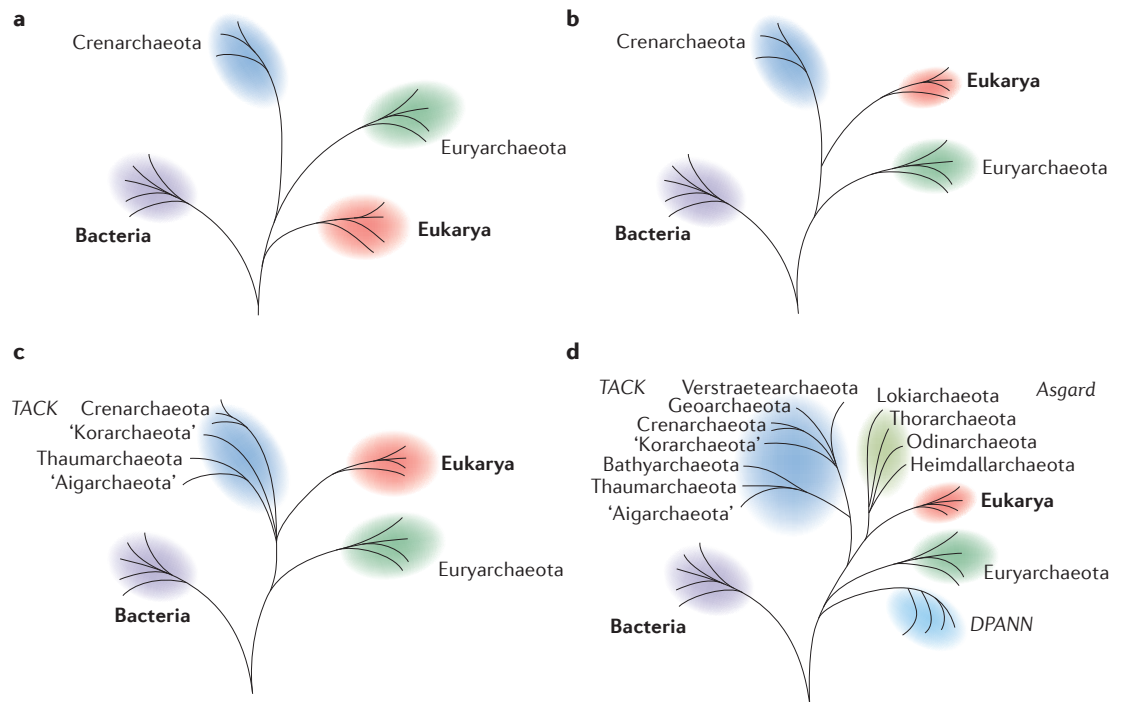 a
Crenarchaeota
Euryarchaeota
Bacteria
Eukarya
b
Crenarchaeota
Eukarya
Euryarchaeota
Bacteria
c
TACK Crenarchaeota
‘Korarchaeota’
Thaumarchaeota
‘Aigarchaeota’
Eukarya
Euryarchaeota
Bacteria
d
TACK Verstraetearchaeota
Geoarchaeota
Crenarchaeota
‘Korarchaeota’
Bathyarchaeota
Thaumarchaeota
‘Aigarchaeota’
Asgard
Lokiarchaeota
Thorarchaeota
Odinarchaeota
Heimdallarchaeota
Eukarya
Euryarchaeota
DPANN
Bacteria